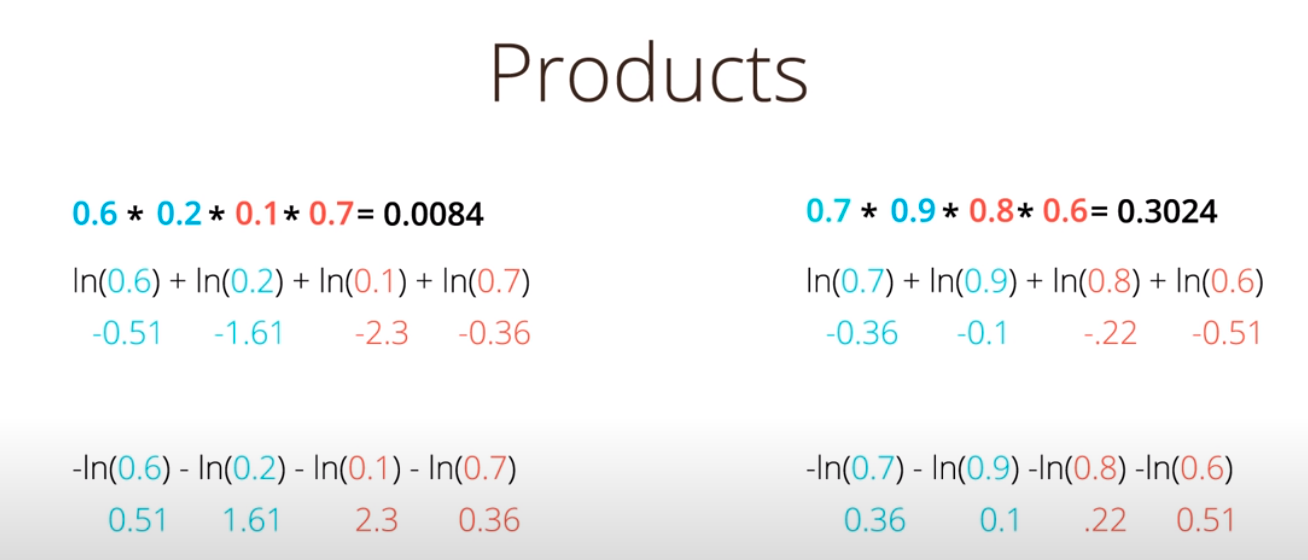 Products
0.6 * 0.2 * 0.1 * 0.7 = 0.0084
ln(0.6) + ln(0.2) + ln(0.1) + ln(0.7)
-0.51 -1.61 -2.3 -0.36
-ln(0.6) - ln(0.2) - ln(0.1) - ln(0.7)
0.51 1.61 2.3 0.36
0.7 * 0.9 * 0.8 * 0.6 = 0.3024
ln(0.7) + ln(0.9) + ln(0.8) + ln(0.6)
-0.36 -0.1 -.22 -0.51
-ln(0.7) - ln(0.9) -ln(0.8) -ln(0.6)
0.36 0.1 .22 0.51